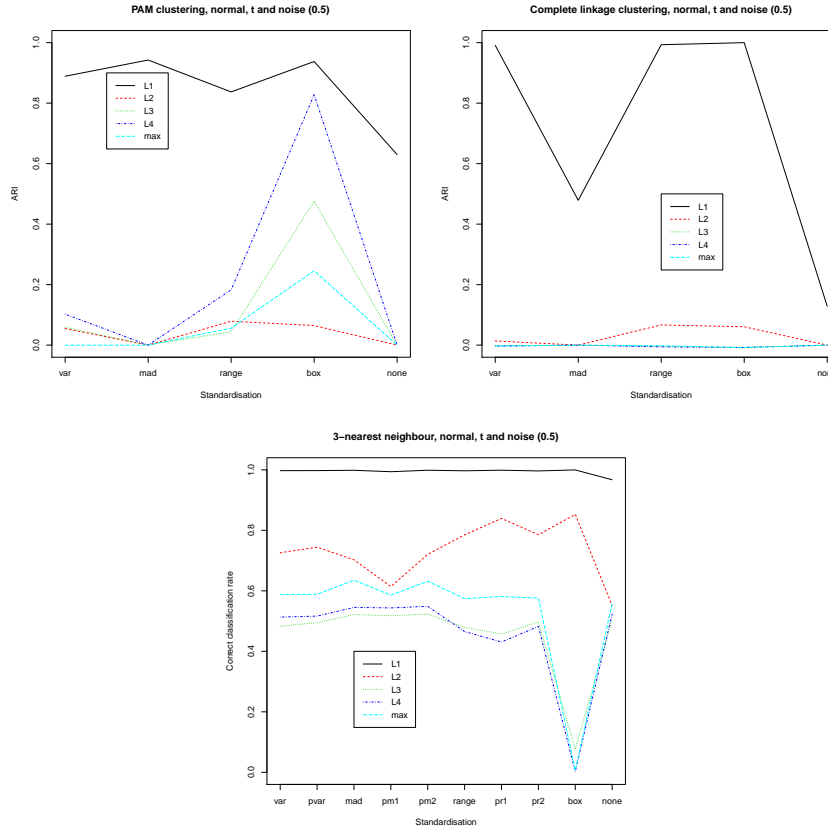 PAM clustering, normal, t and noise (0.5)
ARI
1.0
0.8
0.6
0.4
0.2
0.0
L1
L2
L3
L4
max
var mad range box none
Standardisation
Complete linkage clustering, normal, t and noise (0.5)
ARI
1.0
0.8
0.6
0.4
0.2
0.0
L1
L2
L3
L4
max
var mad range box none
Standardisation
3−nearest neighbour, normal, t and noise (0.5)
Correct classification rate
1.0
0.8
0.6
0.4
0.2
0.0
L1
L2
L3
L4
max
var pvar mad pm1 pm2 range pr1 pr2 box none
Standardisation